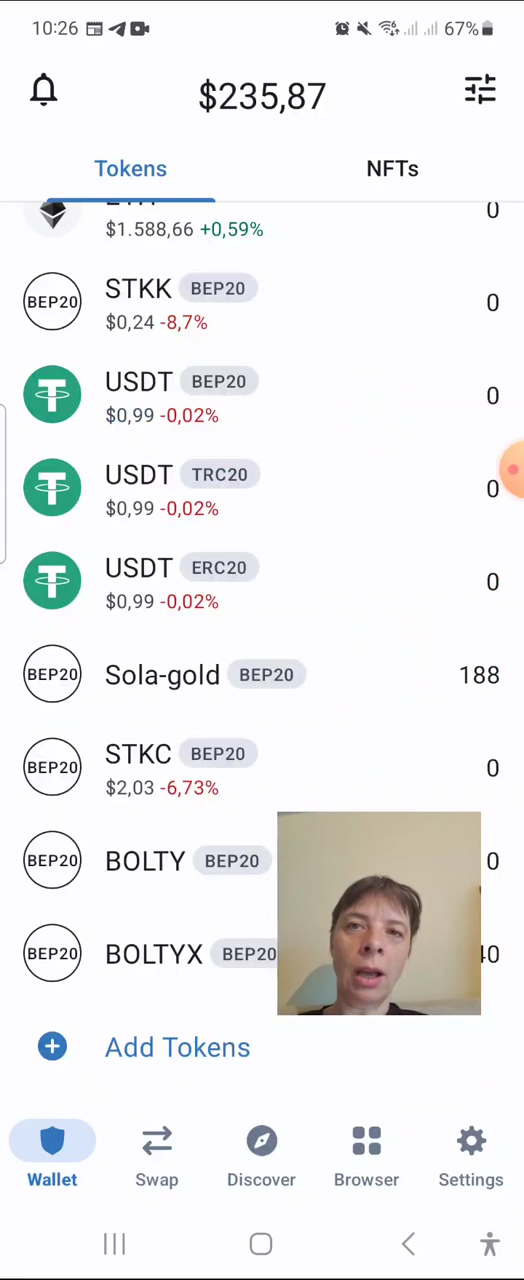 10:26 67%
$235,87
Tokens NFTs
0
$1.588,66 +0,59%
BEP20 STKK BEP20 0
$0,24 -8,7%
USDT BEP20 0
$0,99 -0,02%
USDT TRC20 0
$0,99 -0,02%
USDT ERC20 0
$0,99 -0,02%
BEP20 Sola-gold BEP20 188
BEP20 STKC BEP20 0
$2,03 -6,73%
BEP20 BOLTY BEP20 0
BEP20 BOLTYX BEP20
Add Tokens
Wallet Swap Discover Browser Settings